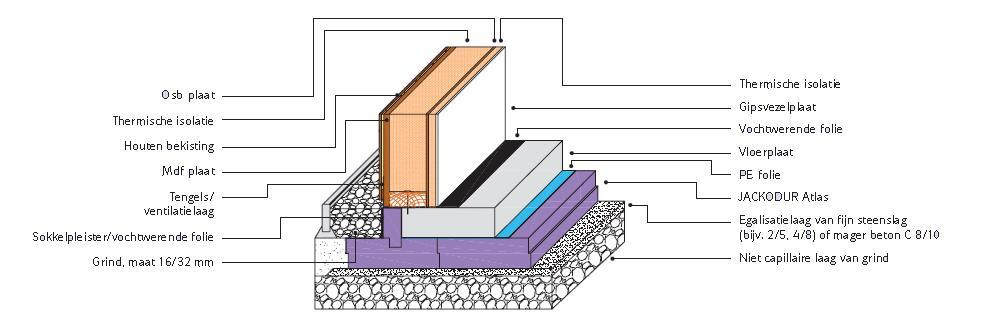 Osb plaat
Thermische isolatie
Houten bekisting
Mdf plaat
Tengels/
ventilatielaag
Sokkelpleister/vochtwerende folie
Grind, maat 16/32 mm
Thermische isolatie
Gipsvezelplaat
Vochtwerende folie
Vloerplaat
PE folie
JACKODUR Atlas
Egalisatielaag van fijn steenslag
(bijv. 2/5, 4/8) of mager beton C 8/10
Niet capillaire laag van grind